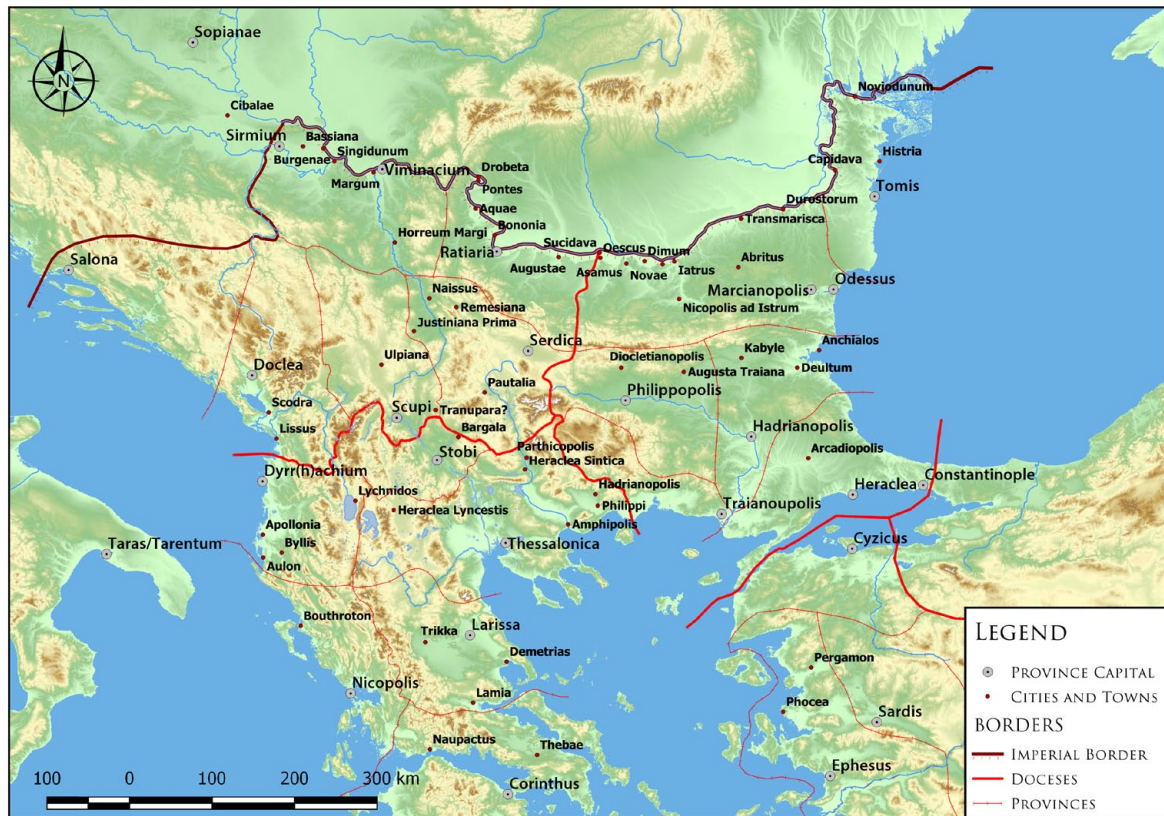 Sopianae
N
Noviodunum
Cibalae
Sirmium
Bassiana
Burgenae
Singidunum
Histria
Capidava
Viminacium
Drobeta
Margum
Pontes
Tomis
Aquae
Durostorum
Transmarisca
Bononia
Horreum Margi
Sucidava
Oescus
Ratiaria
Dimum
Salona
Augustae
Asamus
Novae
Iatrus
Abritus
Odessus
Marcianopolis
Naissus
Remesiana
Nicopolis ad Istrum
Justiniana Prima
Anchialos
Serdica
Kabyle
Ulpiana
Diocletianopolis
Augusta Traiana
Deultum
Doclea
Pautalia
Philippopolis
Scodra
Scupi
Tranupara?
Lissus
Bargala
Hadrianopolis
Parthicopolis
Stobi
Heraclea Sintica
Arcadiopolis
Dyrr(h)achium
Constantinople
Lychnidos
Hadrianopolis
Heraclea
Heraclea Lyncestis
Philippi
Traianoupolis
Apollonia
Amphipolis
Byllis
Thessalonica
Taras/Tarentum
Cyzicus
Aulon
Bouthroton
Trikka
Larissa
Demetrias
Pergamon
Nicopolis
Lamia
Phocea
Sardis
Naupactus
Thebae
Ephesus
Corinthus
100 0 100 200 300 km
LEGEND
PROVINCE CAPITAL
CITIES AND TOWNS
BORDERS
IMPERIAL BORDER
DOCESES
PROVINCES